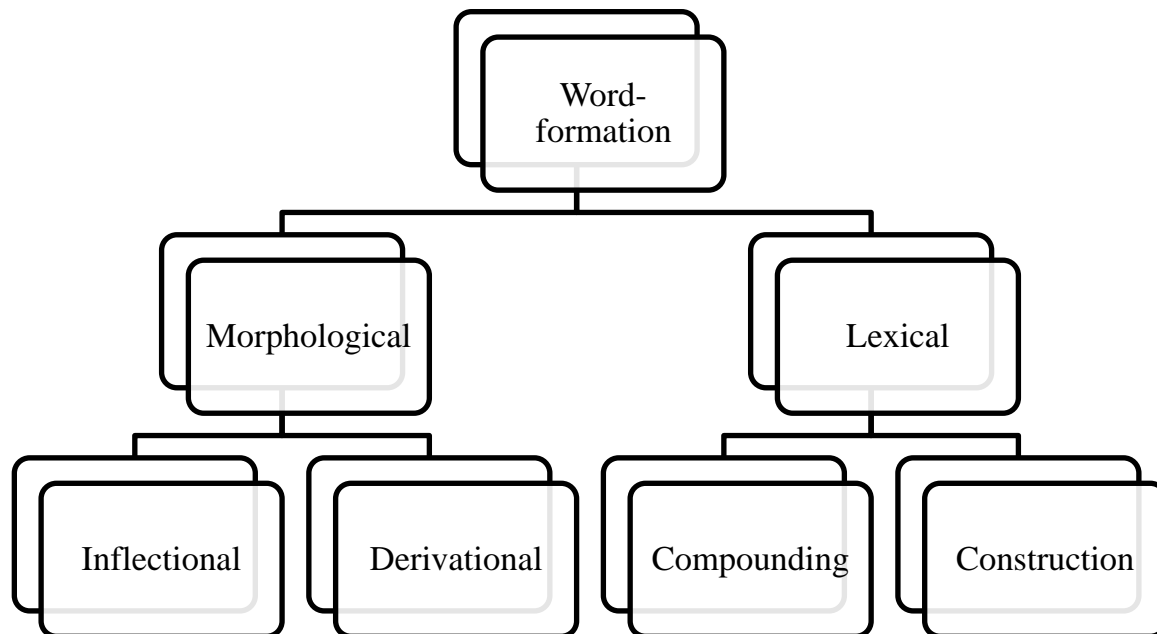 Word-
formation
Morphological
Lexical
Inflectional
Derivational
Compounding
Construction